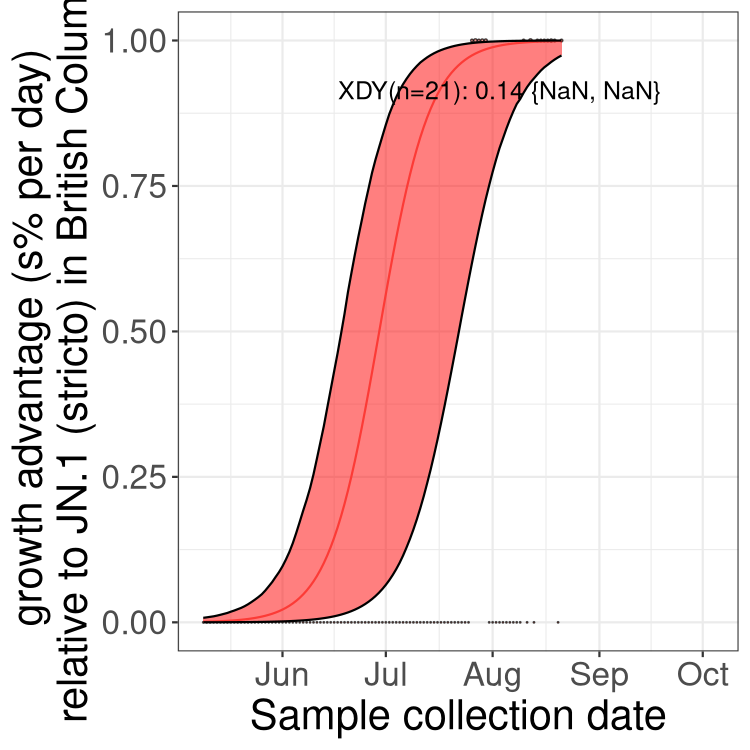 growth advantage (s% per day)
relative to JN.1 (stricto) in British Colum
1.00
0.75
0.50
0.25
0.00
XDY(n=21): 0.14 {NaN, NaN}
Jun Jul Aug Sep Oct
Sample collection date